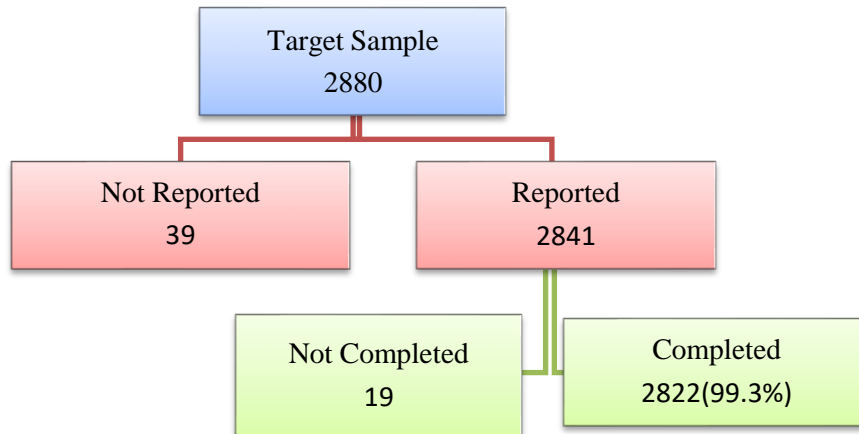 Target Sample
2880
Not Reported
39
Reported
2841
Not Completed
19
Completed
2822(99.3%)